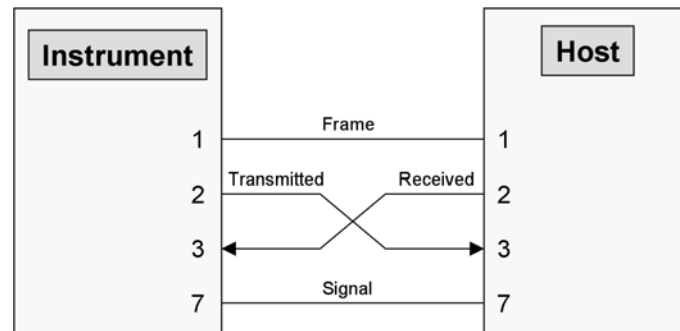 Instrument
Host
Frame
1 1
2 Transmitted Received 2
3 3
Signal
7 7